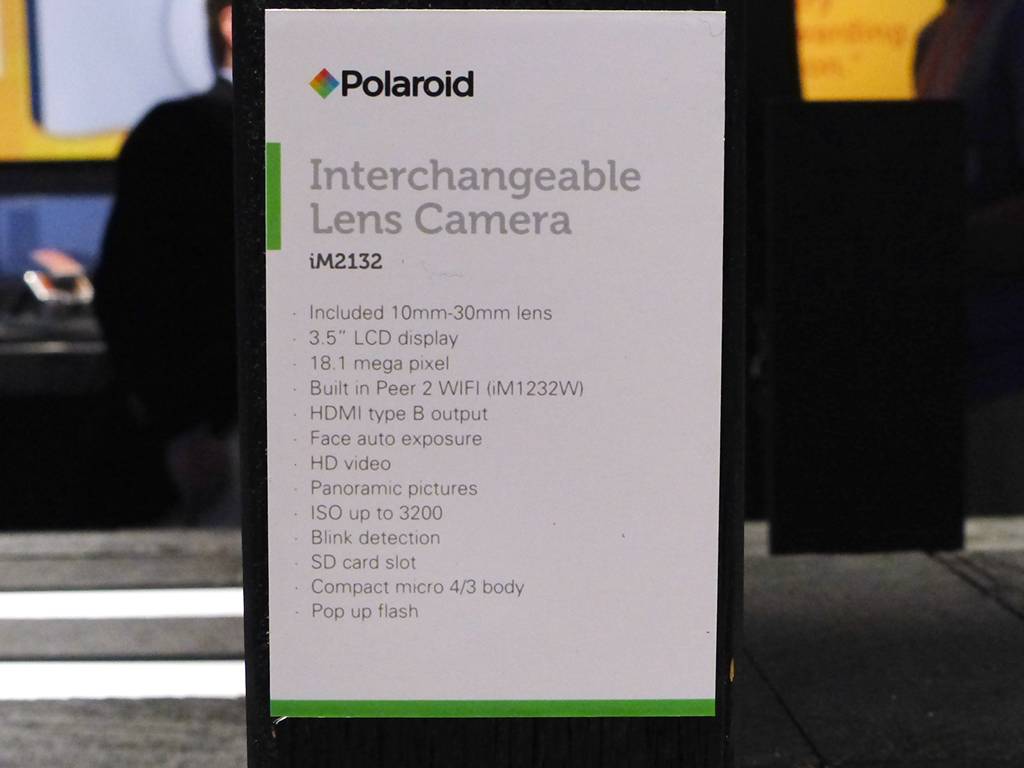 Polaroid
Interchangeable
Lens Camera
iM2132
· Included 10mm-30mm lens
· 3.5" LCD display
· 18.1 mega pixel
· Built in Peer 2 WIFI (iM1232W)
· HDMI type B output
· Face auto exposure
· HD video
· Panoramic pictures
· ISO up to 3200
· Blink detection
· SD card slot
· Compact micro 4/3 body
· Pop up flash